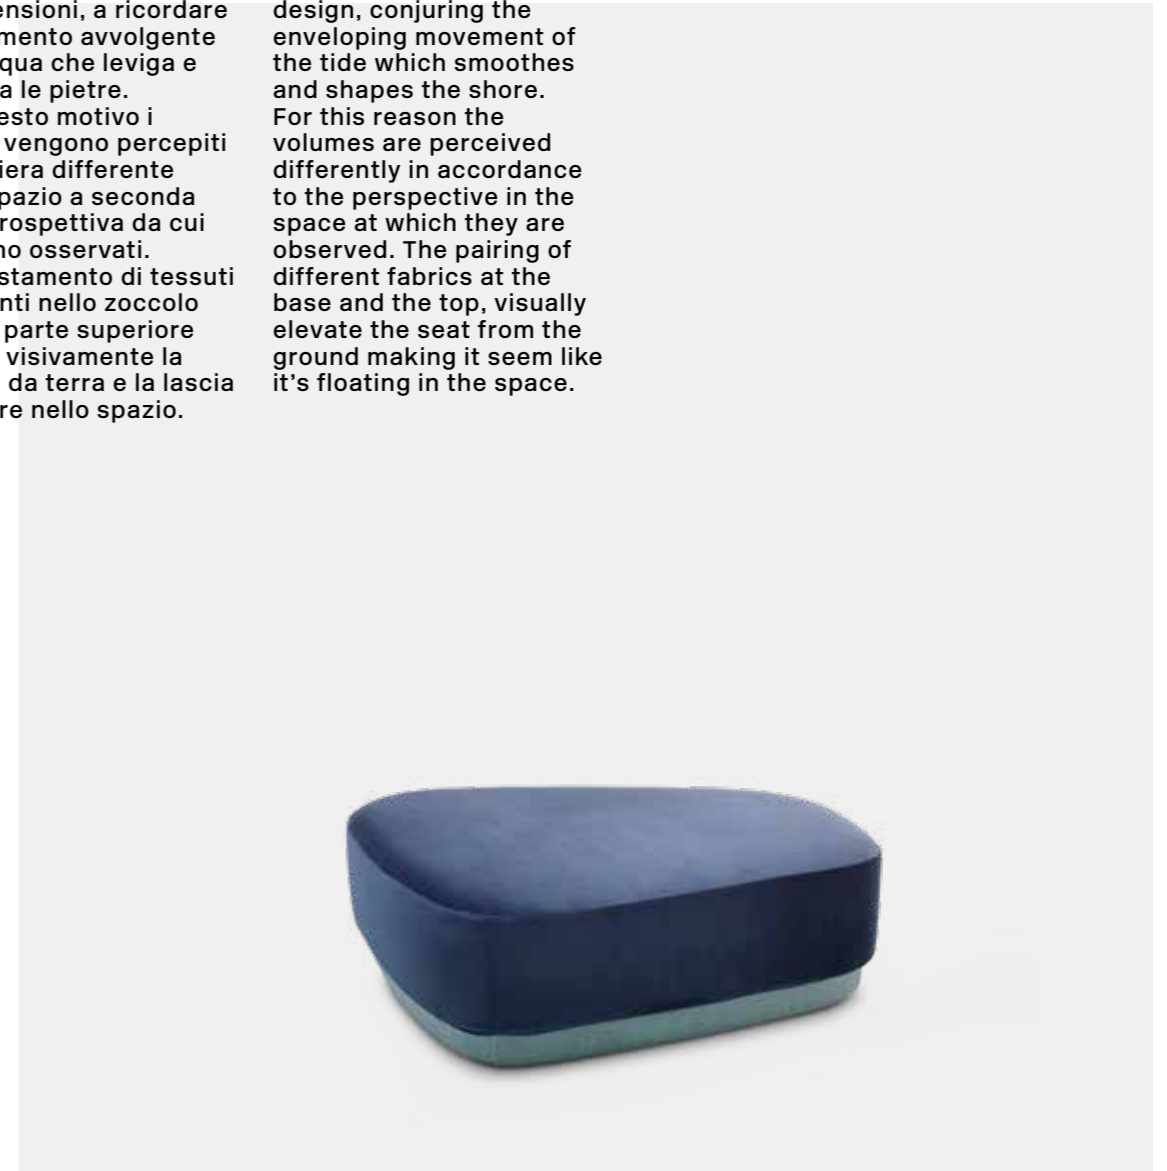 ensioni, a ricordare
mento avvolgente
qua che leviga e
a le pietre.
esto motivo i
vengono percepiti
iera differente
pazio a seconda
rospettiva da cui
no osservati.
stamento di tessuti
nti nello zoccolo
parte superiore
visivamente la
da terra e la lascia
re nello spazio.
design, conjuring the
enveloping movement of
the tide which smoothes
and shapes the shore.
For this reason the
volumes are perceived
differently in accordance
to the perspective in the
space at which they are
observed. The pairing of
different fabrics at the
base and the top, visually
elevate the seat from the
ground making it seem like
it's floating in the space.